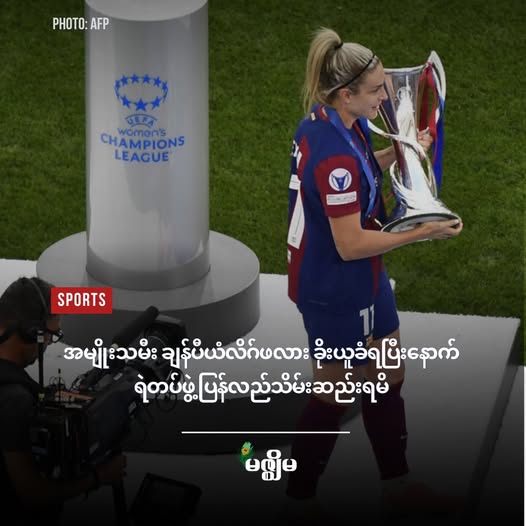 PHOTO: AFP
UEFA
women's
CHAMPIONS
LEAGUE
11
SPORTS
အမျိုးသမီး ချန်ပီယံလိဂ်ဖလား ခိုးယူခံရပြီးနောက်
ရဲတပ်ဖွဲ့ပြန်လည်သိမ်းဆည်းရမိ
မဇ္ဈိမ